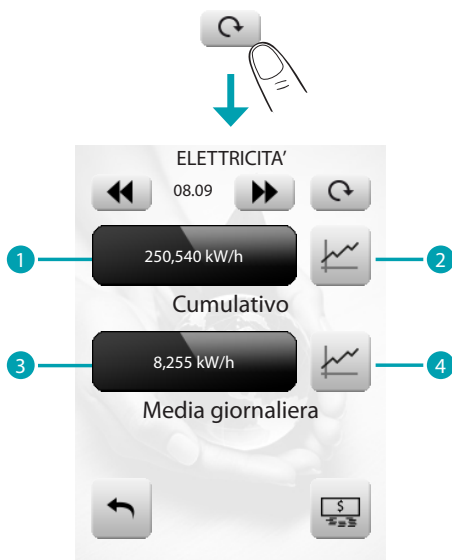 ELETTRICITA'
08.09
1
250,540 kW/h
2
Cumulativo
3
8,255 kW/h
4
Media giornaliera
$